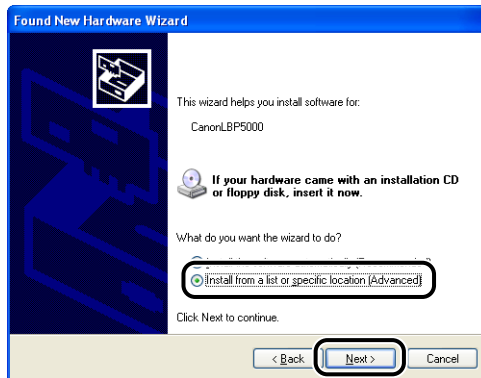 Found New Hardware Wizard
This wizard helps you install software for:
CanonLBP5000
If your hardware came with an installation CD
or floppy disk, insert it now.
What do you want the wizard to do?
Install from a list or specific location (Advanced)
Click Next to continue.
< Back Next > Cancel